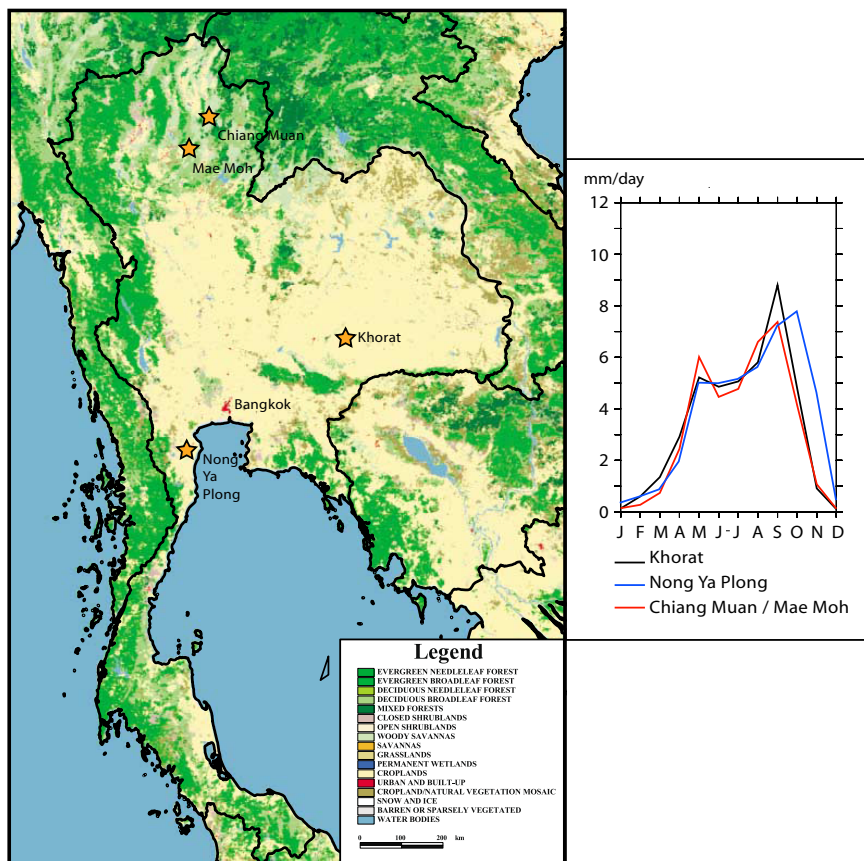 Chiang Muan
Mae Moh
Khorat
Bangkok
Nong
Ya
Plong
Legend
EVERGREEN NEEDLELEAF FOREST
EVERGREEN BROADLEAF FOREST
DECIDUOUS NEEDLELEAF FOREST
DECIDUOUS BROADLEAF FOREST
MIXED FORESTS
CLOSED SHRUBLANDS
OPEN SHRUBLANDS
WOODY SAVANNAS
SAVANNAS
GRASSLANDS
PERMANENT WETLANDS
CROPLANDS
URBAN AND BUILT-UP
CROPLAND/NATURAL VEGETATION MOSAIC
SNOW AND ICE
BARREN OR SPARSELY VEGETATED
WATER BODIES
0 100 200 km
mm/day
12
10
8
6
4
2
0
J F M A M J - J A S O N D
Khorat
Nong Ya Plong
Chiang Muan / Mae Moh